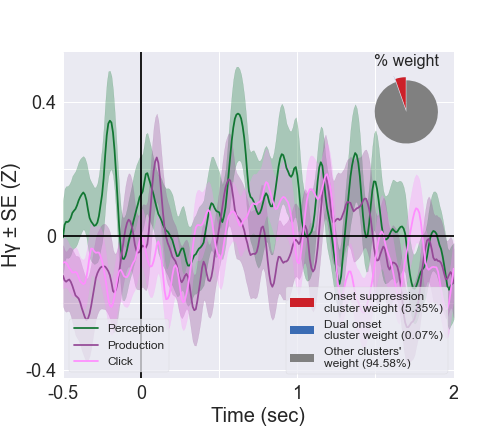 % weight
Hγ ± SE (Z)
0.4
0
-0.4
Perception
Production
Click
Onset suppression
cluster weight (5.35%)
Dual onset
cluster weight (0.07%)
Other clusters'
weight (94.58%)
-0.5
0
1
2
Time (sec)